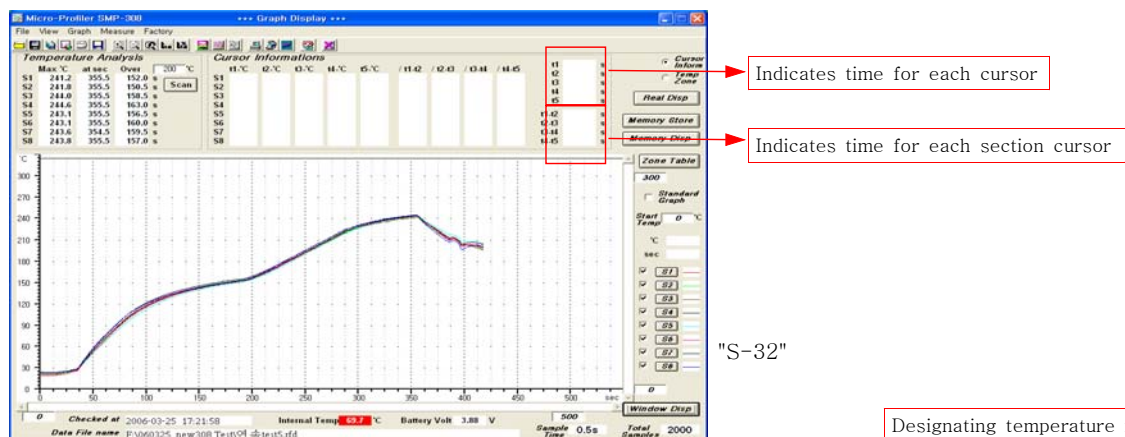 Micro-Profiler SMP-308 *** Graph Display ***
File View Graph Measure Factory
Temperature Analysis
Max °C at sec Over 200 °C
Scan
S1 241.2 355.5 152.0 s
S2 241.8 355.5 150.5 s
S3 244.0 355.5 158.5 s
S4 244.6 355.5 163.0 s
S5 243.1 355.5 156.5 s
S6 243.1 355.5 160.0 s
S7 243.6 354.5 159.5 s
S8 243.8 355.5 157.0 s
Cursor Informations
t1-°C t2-°C t3-°C t4-°C t5-°C / t1-t2 / t2-t3 / t3-t4 / t4-t5
S1
S2
S3
S4
S5
S6
S7
S8
t1 s
t2 s
t3 s
t4 s
t5 s
t1-t2 s
t2-t3 s
t3-t4 s
t4-t5 s
Cursor Inform
Temp Zone
Real Disp
Memory Store
Memory Disp
Indicates time for each cursor
Indicates time for each section cursor
Zone Table
300
Standard Graph
Start Temp 0 °C
°C
sec
S1
S2
S3
S4
S5
S6
S7
S8
0
Window Disp
°C
300
270
240
210
180
150
120
90
60
30
0
0 50 100 150 200 250 300 350 400 450 500 sec
"S-32"
0
500
Checked at 2006-03-25 17:21:58 Internal Temp 69.7 °C Battery Volt 3.88 V
Sample Time 0.5s Total Samples 2000
Data File name F:\060325_new308 Test\
test5.rfd
Designating temperature